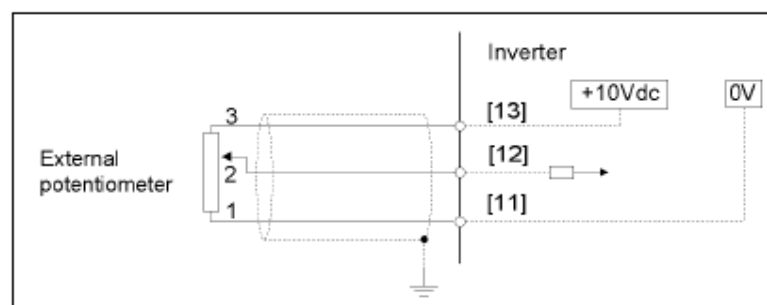 Inverter
+10Vdc
0V
3
[13]
External
potentiometer
2
[12]
1
[11]